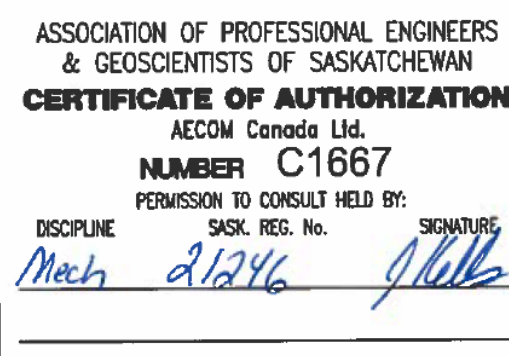 ASSOCIATION OF PROFESSIONAL ENGINEERS
& GEOSCIENTISTS OF SASKATCHEWAN
CERTIFICATE OF AUTHORIZATION
AECOM Canada Ltd.
NUMBER C1667
PERMISSION TO CONSULT HELD BY:
DISCIPLINE SASK. REG. No. SIGNATURE
Mech 21246